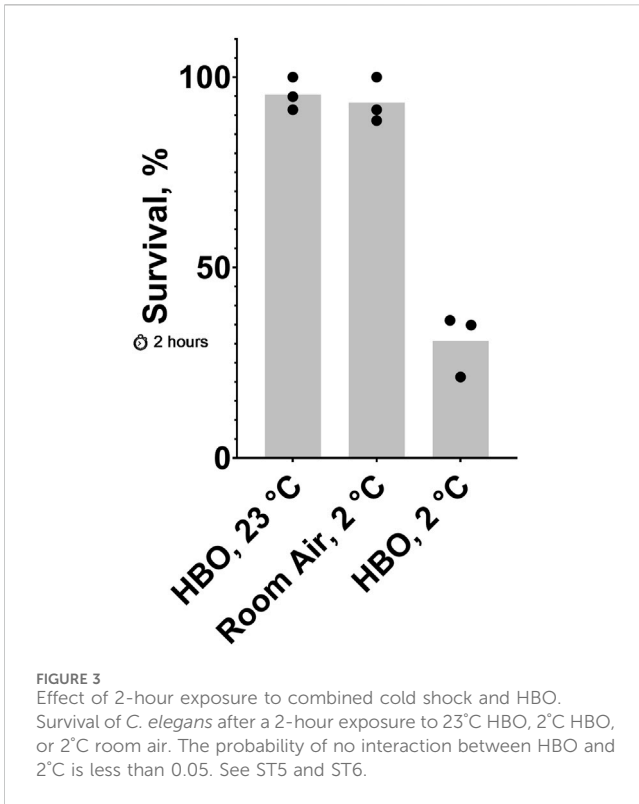 100
50
0
Survival, %
⏱ 2 hours
HBO, 23 °C
Room Air, 2 °C
HBO, 2 °C
FIGURE 3
Effect of 2-hour exposure to combined cold shock and HBO.
Survival of C. elegans after a 2-hour exposure to 23˚C HBO, 2˚C HBO,
or 2˚C room air. The probability of no interaction between HBO and
2˚C is less than 0.05. See ST5 and ST6.